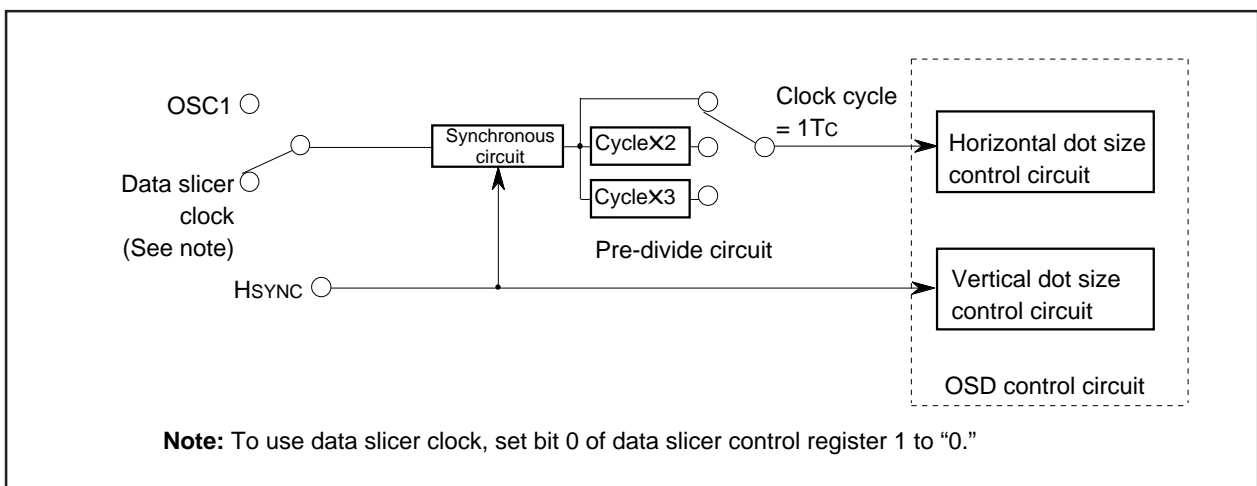 OSC1
Data slicer
clock
(See note)
HSYNC
Synchronous
circuit
Cycle×2
Cycle×3
Pre-divide circuit
Clock cycle
= 1TC
Horizontal dot size
control circuit
Vertical dot size
control circuit
OSD control circuit
Note: To use data slicer clock, set bit 0 of data slicer control register 1 to “0.”